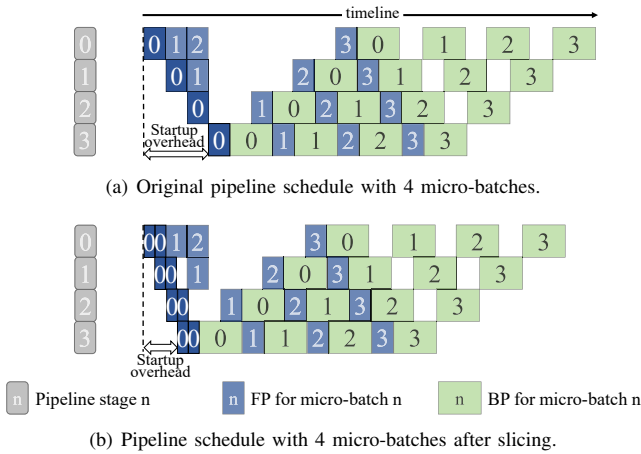 timeline
0 0 1 2 3 0 1 2 3
1 0 1 2 0 3 1 2 3
2 0 1 0 2 1 3 2 3
3 0 0 1 1 2 2 3 3
Startup
overhead
(a) Original pipeline schedule with 4 micro-batches.
0 00 1 2 3 0 1 2 3
1 00 1 2 0 3 1 2 3
2 00 1 0 2 1 3 2 3
3 00 0 1 1 2 2 3 3
Startup
overhead
n Pipeline stage n n FP for micro-batch n n BP for micro-batch n
(b) Pipeline schedule with 4 micro-batches after slicing.